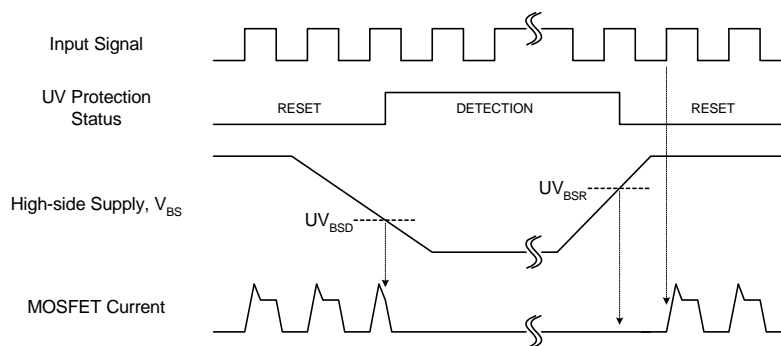 Input Signal
UV Protection
Status
RESET
DETECTION
RESET
High-side Supply, V_BS
UV_BSD
UV_BSR
MOSFET Current